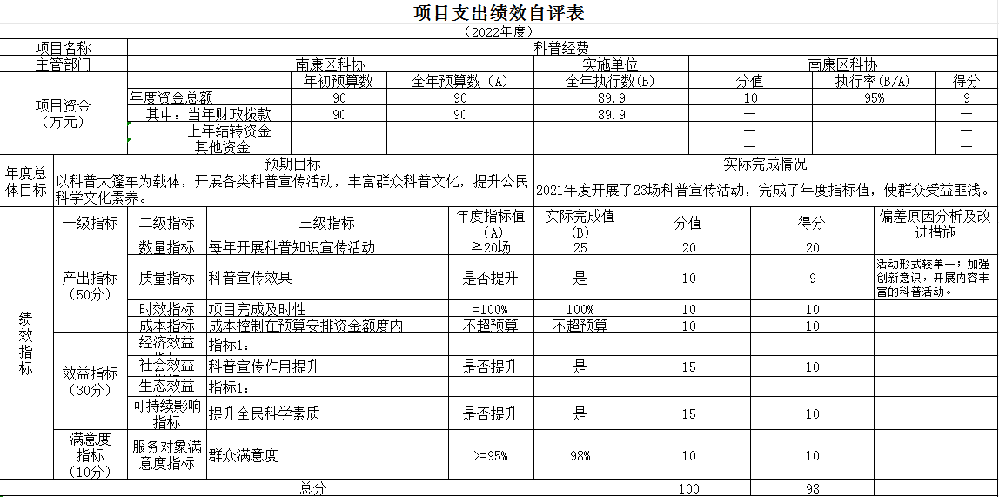 项目支出绩效自评表
（2022年度）
项目名称 科普经费
主管部门 南康区科协 实施单位 南康区科协
项目资金
（万元） 年初预算数 全年预算数（A） 全年执行数(B) 分值 执行率(B/A) 得分
年度资金总额 90 90 89.9 10 95% 9
其中：当年财政拨款 90 90 89.9 — —
上年结转资金 — —
其他资金 — —
年度总
体目标 预期目标 实际完成情况
以科普大篷车为载体，开展各类科普宣传活动，丰富群众科普文化，提升公民
科学文化素养。
2021年度开展了23场科普宣传活动，完成了年度指标值，使群众受益匪浅。
绩效指标
一级指标 二级指标 三级指标 年度指标值
（A） 实际完成值
(B) 分值 得分 偏差原因分析及改
进措施
产出指标
（50分）
数量指标 每年开展科普知识宣传活动 ≧20场 25 20 20
质量指标 科普宣传效果 是否提升 是 10 9 活动形式较单一；加强
创新意识，开展内容丰
富的科普活动。
时效指标 项目完成及时性 =100% 100% 10 10
成本指标 成本控制在预算安排资金额度内 不超预算 不超预算 10 10
效益指标
（30分）
经济效益 指标1：
社会效益 科普宣传作用提升 是否提升 是 15 10
生态效益 指标1：
可持续影响
指标 提升全民科学素质 是否提升 是 15 10
满意度
指标
（10分）
服务对象满
意度指标 群众满意度 >=95% 98% 10 10
总分 100 98